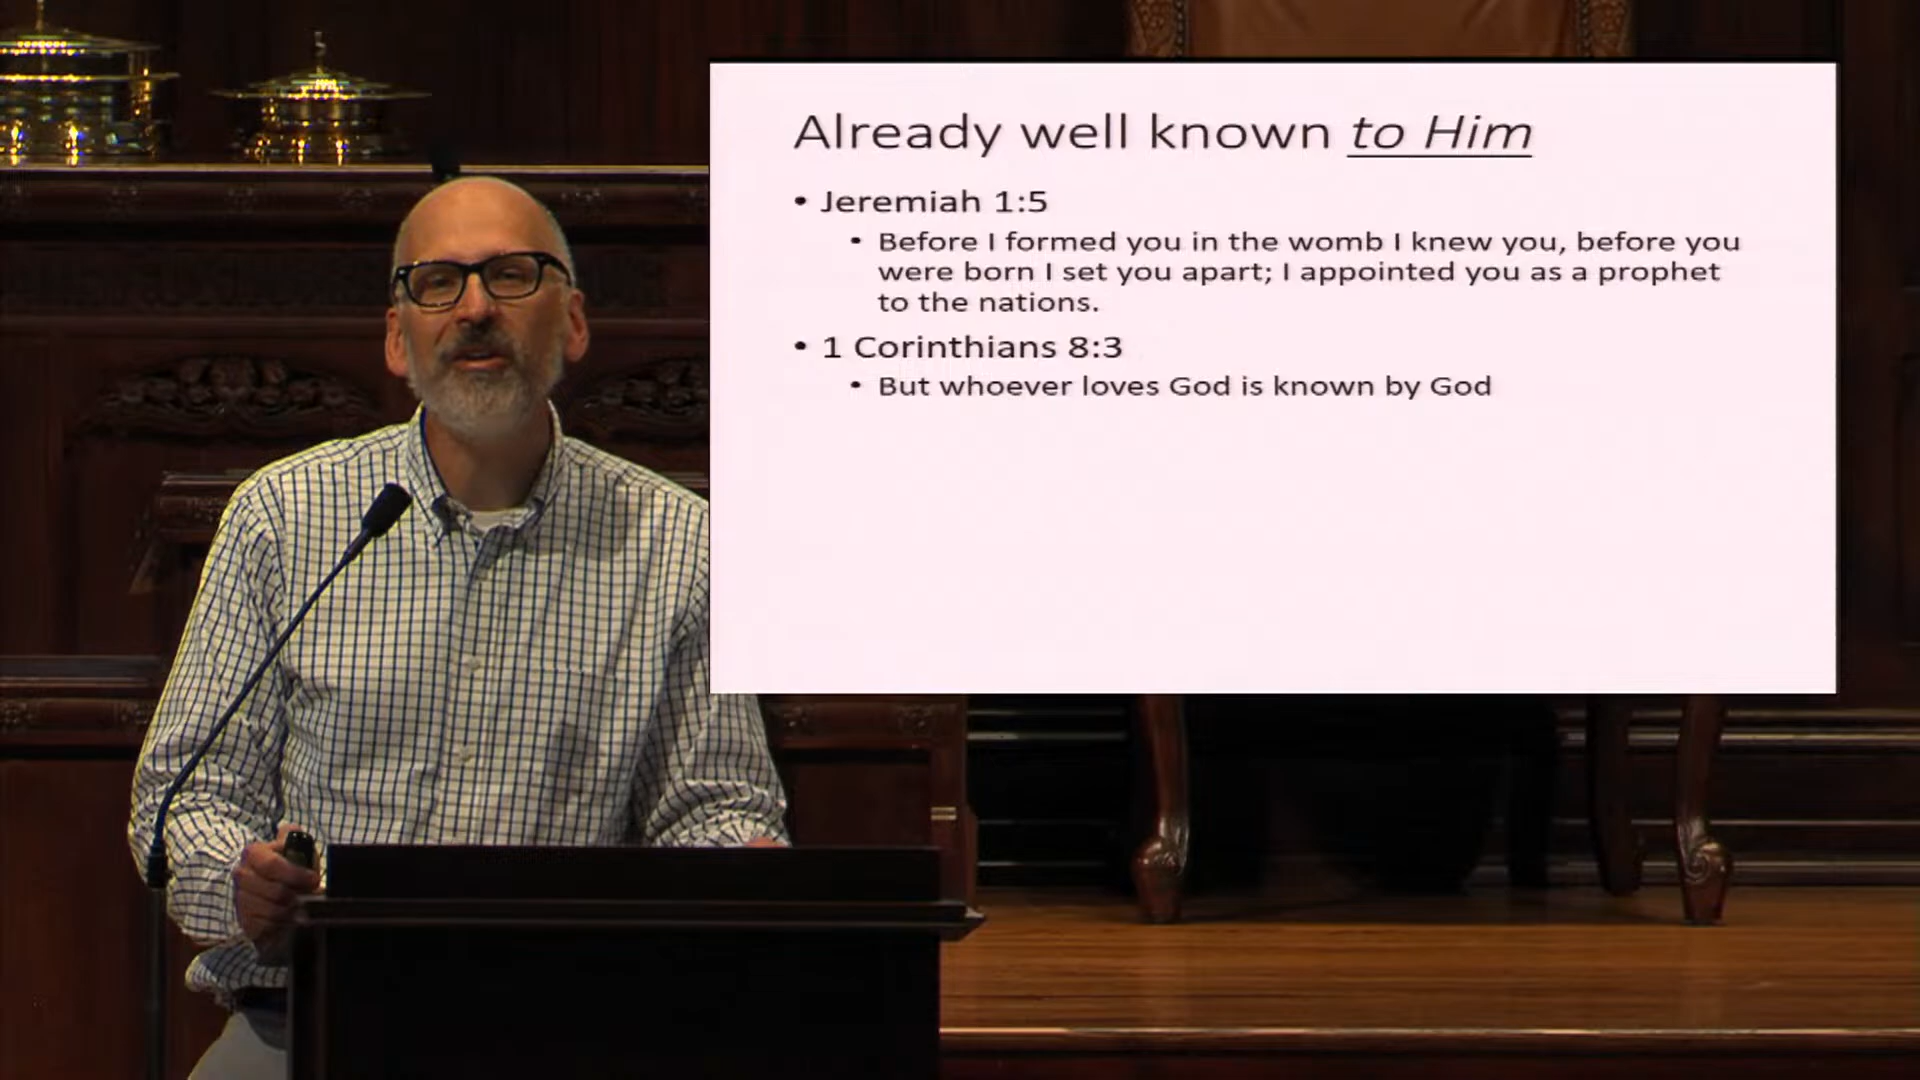 Already well known to Him
• Jeremiah 1:5
• Before I formed you in the womb I knew you, before you
were born I set you apart; I appointed you as a prophet
to the nations.
• 1 Corinthians 8:3
• But whoever loves God is known by God